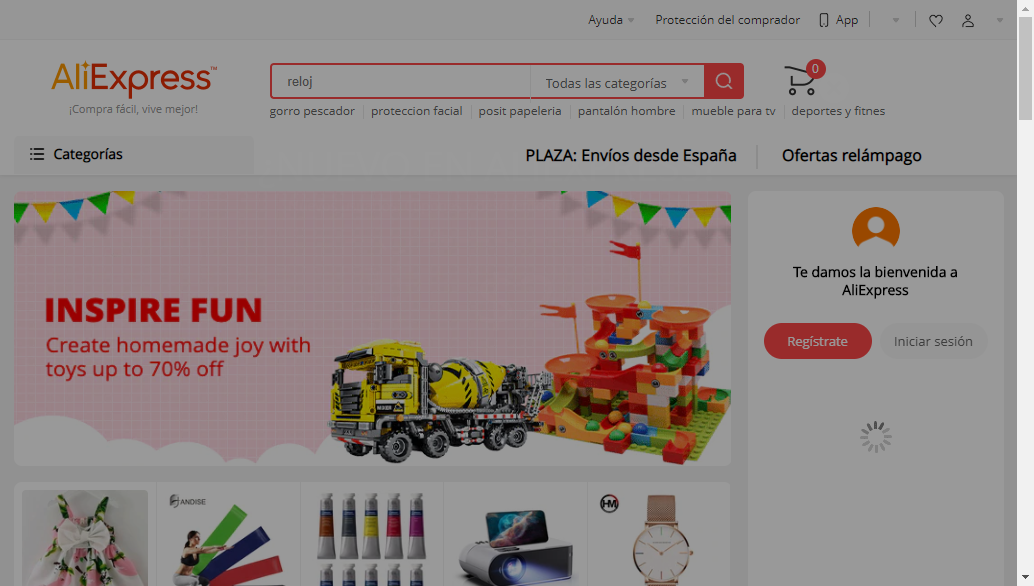 Ayuda Protección del comprador App
AliExpress™
¡Compra fácil, vive mejor!
reloj Todas las categorías 0
gorro pescador proteccion facial posit papeleria pantalón hombre mueble para tv deportes y fitnes
Categorías PLAZA: Envíos desde España Ofertas relámpago
INSPIRE FUN
Create homemade joy with
toys up to 70% off
Te damos la bienvenida a
AliExpress
Regístrate Iniciar sesión
ANDISE
HM